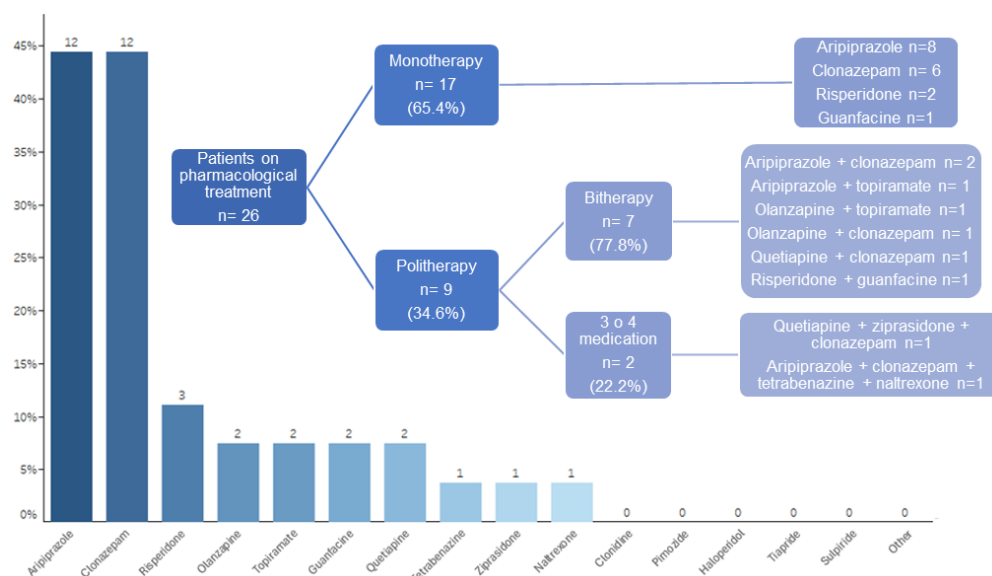 45%
40%
35%
30%
25%
20%
15%
10%
5%
0%
12
12
3
2
2
2
2
1
1
1
0
0
0
0
0
0
Aripiprazole
Clonazepam
Risperidone
Olanzapine
Topiramate
Guanfacine
Quetiapine
Tetrabenazine
Ziprasidone
Naltrexone
Clonidine
Pimozide
Haloperidol
Tiapride
Sulpiride
Other
Patients on
pharmacological
treatment
n= 26
Monotherapy
n= 17
(65.4%)
Politherapy
n= 9
(34.6%)
Bitherapy
n= 7
(77.8%)
3 o 4
medication
n= 2
(22.2%)
Aripiprazole n=8
Clonazepam n= 6
Risperidone n=2
Guanfacine n=1
Aripiprazole + clonazepam n= 2
Aripiprazole + topiramate n= 1
Olanzapine + topiramate n=1
Olanzapine + clonazepam n= 1
Quetiapine + clonazepam n=1
Risperidone + guanfacine n=1
Quetiapine + ziprasidone +
clonazepam n=1
Aripiprazole + clonazepam +
tetrabenazine + naltrexone n=1